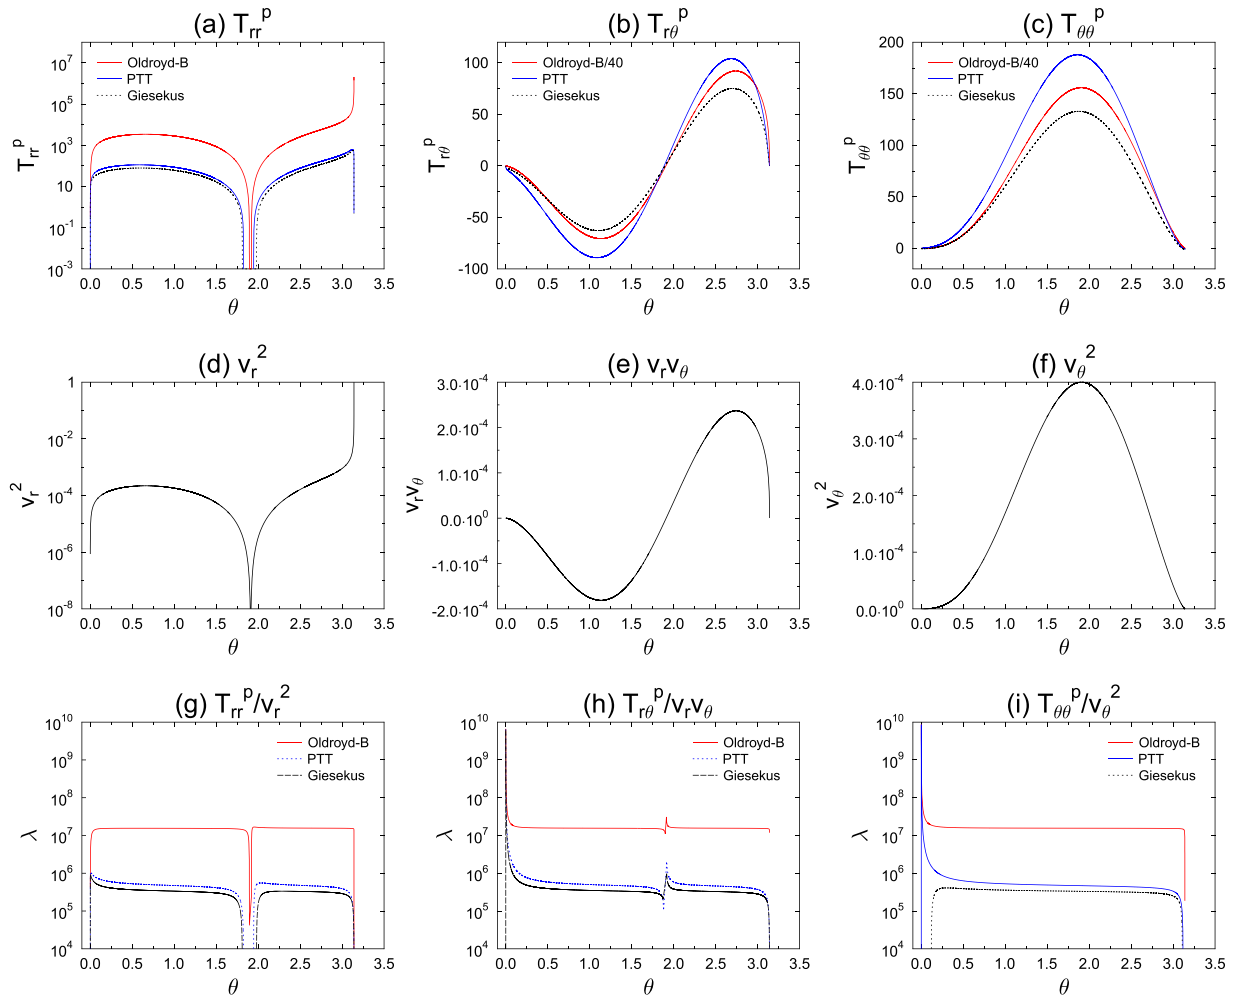 (a) T_rr^p
Oldroyd-B
PTT
Giesekus
T_rr^p
10^7
10^5
10^3
10
10^-1
10^-3
0.0 0.5 1.0 1.5 2.0 2.5 3.0 3.5
θ
(b) T_rθ^p
Oldroyd-B/40
PTT
Giesekus
T_rθ^p
100
50
0
-50
-100
0.0 0.5 1.0 1.5 2.0 2.5 3.0 3.5
θ
(c) T_θθ^p
Oldroyd-B/40
PTT
Giesekus
T_θθ^p
200
150
100
50
0
0.0 0.5 1.0 1.5 2.0 2.5 3.0 3.5
θ
(d) v_r^2
v_r^2
1
10^-2
10^-4
10^-6
10^-8
0.0 0.5 1.0 1.5 2.0 2.5 3.0 3.5
θ
(e) v_rv_θ
v_rv_θ
3.0·10^-4
2.0·10^-4
1.0·10^-4
0.0·10^0
-1.0·10^-4
-2.0·10^-4
0.0 0.5 1.0 1.5 2.0 2.5 3.0 3.5
θ
(f) v_θ^2
v_θ^2
4.0·10^-4
3.0·10^-4
2.0·10^-4
1.0·10^-4
0.0·10^0
0.0 0.5 1.0 1.5 2.0 2.5 3.0 3.5
θ
(g) T_rr^p/v_r^2
Oldroyd-B
PTT
Giesekus
λ
10^10
10^9
10^8
10^7
10^6
10^5
10^4
0.0 0.5 1.0 1.5 2.0 2.5 3.0 3.5
θ
(h) T_rθ^p/v_rv_θ
Oldroyd-B
PTT
Giesekus
λ
10^10
10^9
10^8
10^7
10^6
10^5
10^4
0.0 0.5 1.0 1.5 2.0 2.5 3.0 3.5
θ
(i) T_θθ^p/v_θ^2
Oldroyd-B
PTT
Giesekus
λ
10^10
10^9
10^8
10^7
10^6
10^5
10^4
0.0 0.5 1.0 1.5 2.0 2.5 3.0 3.5
θ